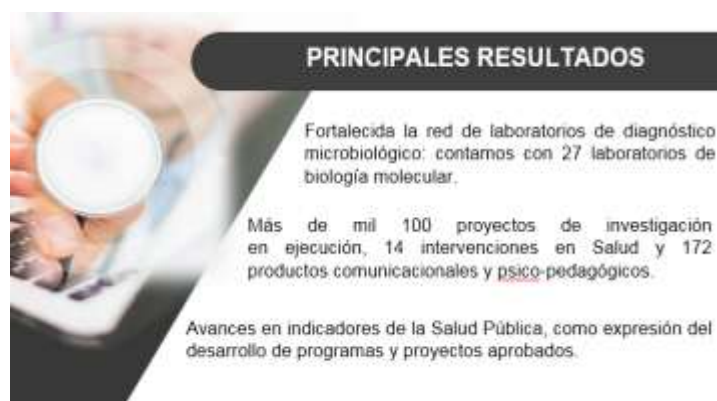 PRINCIPALES RESULTADOS
Fortalecida la red de laboratorios de diagnóstico
microbiológico: contamos con 27 laboratorios de
biología molecular.
Más de mil 100 proyectos de investigación
en ejecución, 14 intervenciones en Salud y 172
productos comunicacionales y psico-pedagógicos.
Avances en indicadores de la Salud Pública, como expresión del
desarrollo de programas y proyectos aprobados.